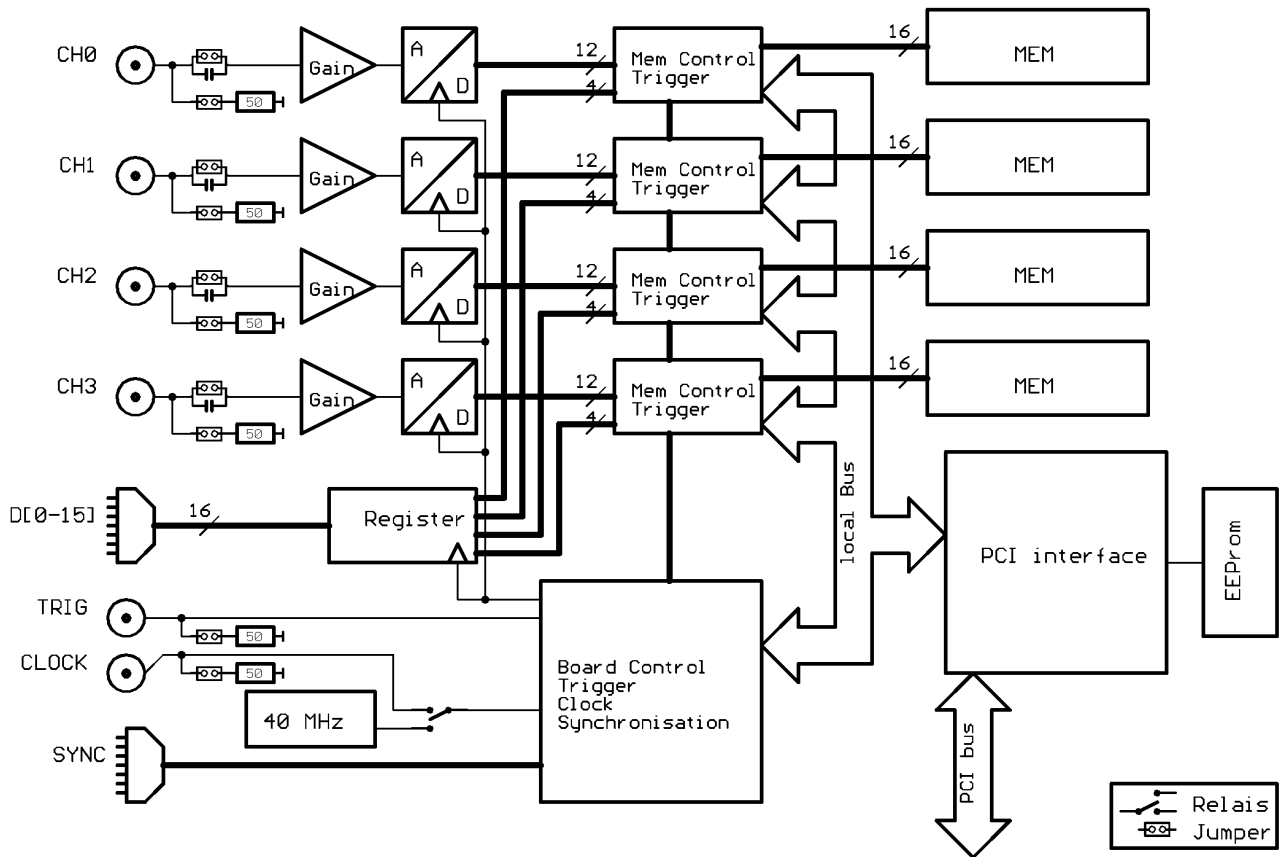 CH0
50
Gain
A
D
12
4
Mem Control
Trigger
16
MEM
CH1
50
Gain
A
D
12
4
Mem Control
Trigger
16
MEM
CH2
50
Gain
A
D
12
4
Mem Control
Trigger
16
MEM
CH3
50
Gain
A
D
12
4
Mem Control
Trigger
16
MEM
D[0-15]
16
Register
local Bus
PCI interface
EEProm
TRIG
50
CLOCK
50
40 MHz
Board Control
Trigger
Clock
Synchronisation
SYNC
PCI bus
Relais
Jumper